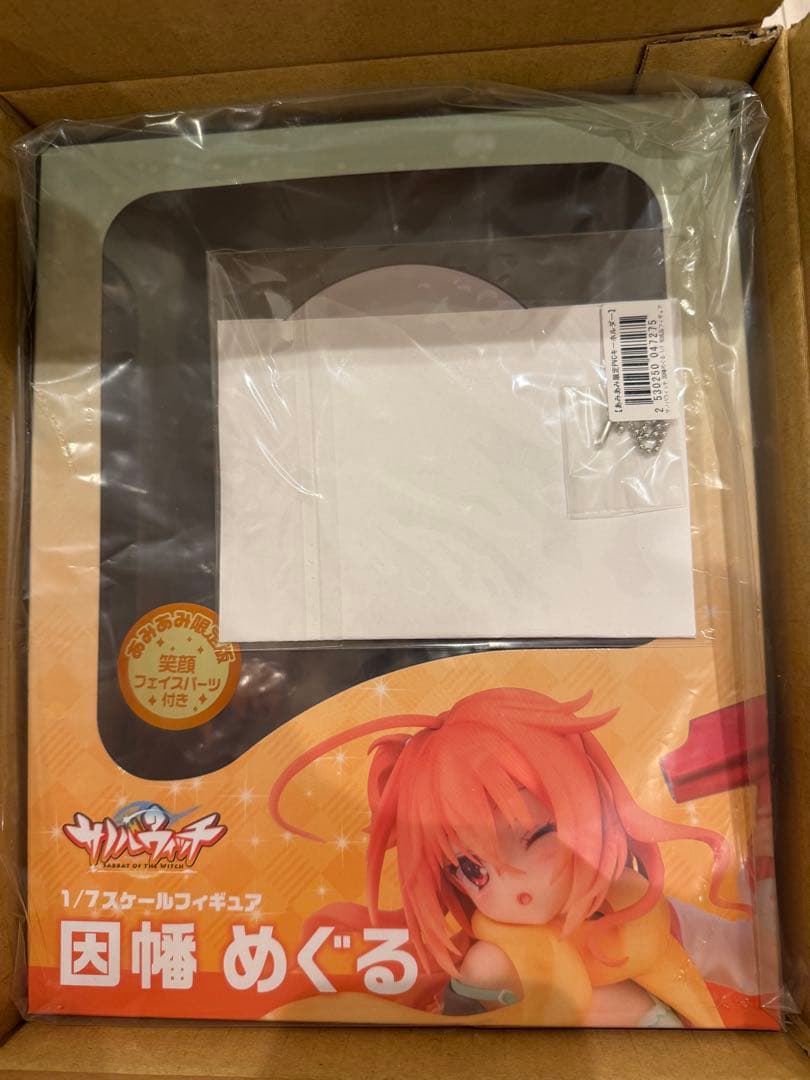 【あみあみ限定PVCキーホルダー】
2 530250 047275
あみあみ限定版
笑顔
フェイスパーツ
付き
サノバウィッチ
SABBAT OF THE WITCH
1/7スケールフィギュア
因幡 めぐる